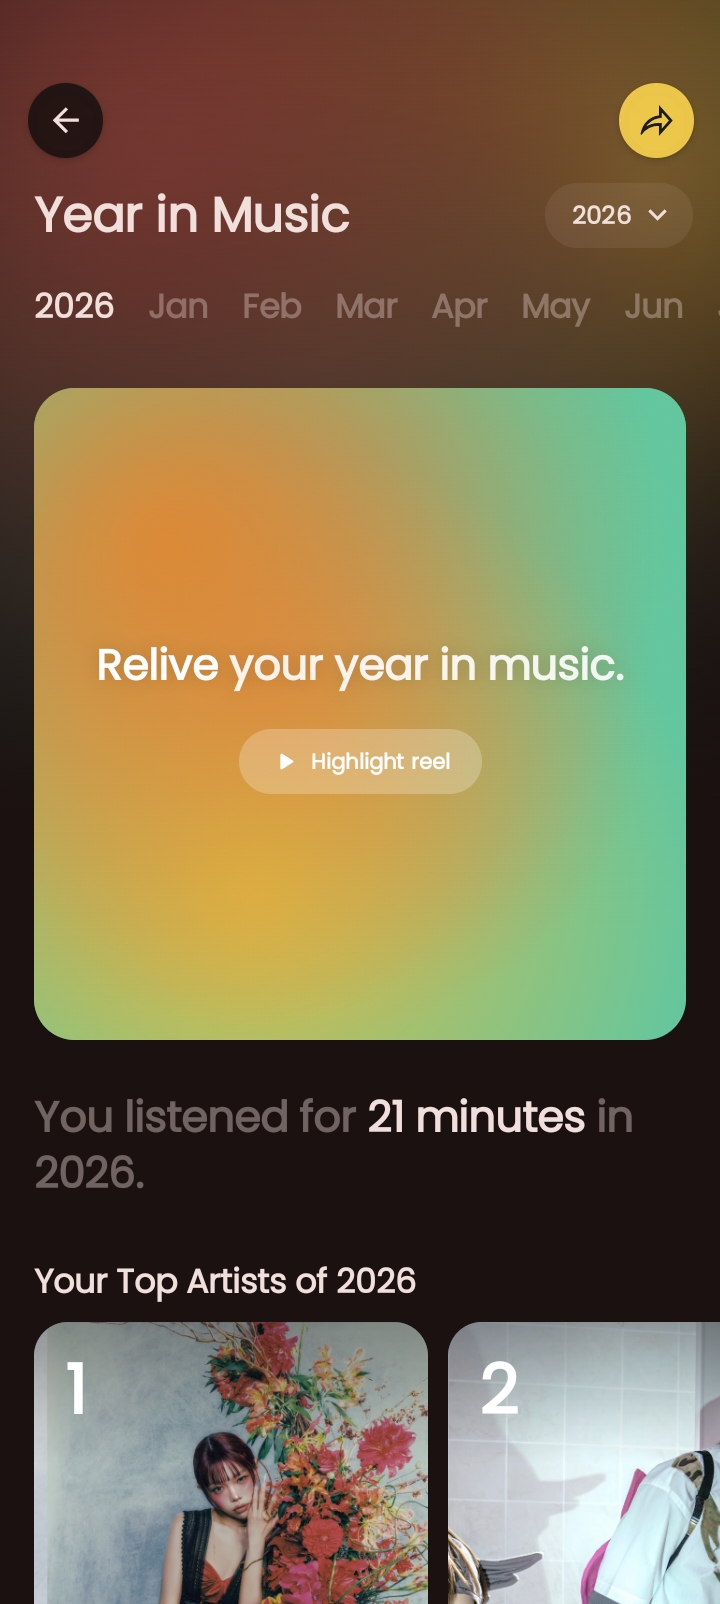 Year in Music
2026
2026 Jan Feb Mar Apr May Jun
Relive your year in music.
Highlight reel
You listened for 21 minutes in
2026.
Your Top Artists of 2026
1 2